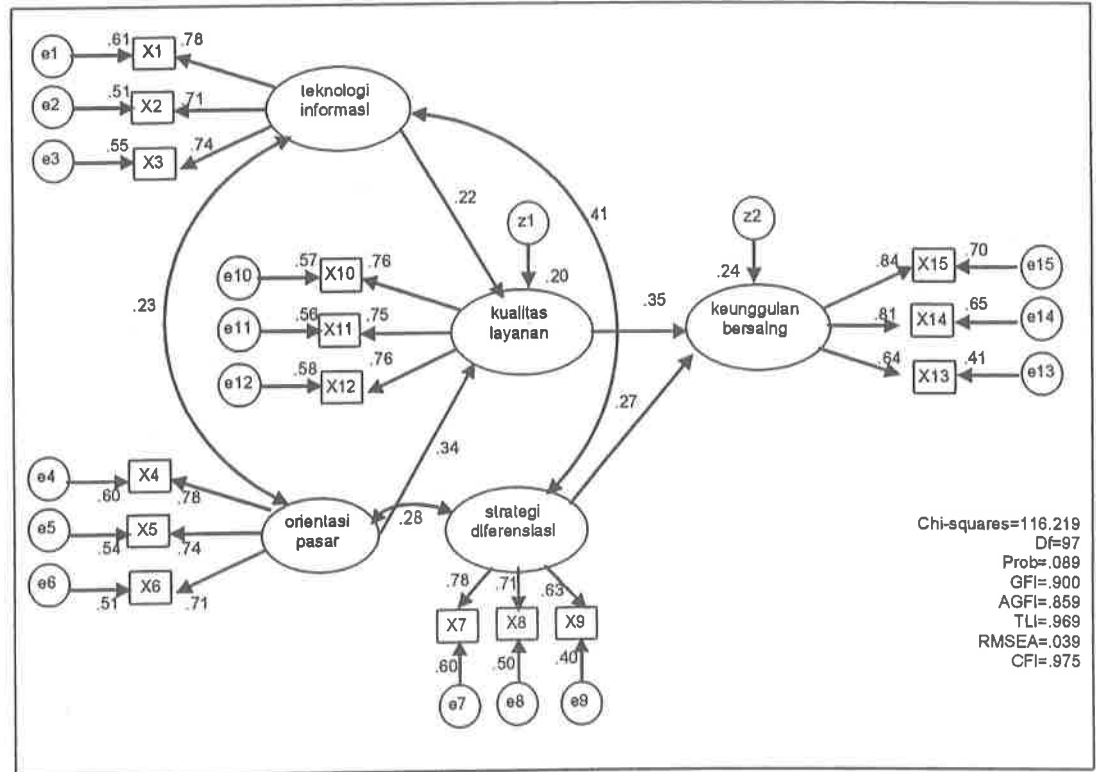 e1 .61 X1 .78
e2 .51 X2 .71
e3 .55 X3 .74
teknologi
informasi
.22
41
.23
z1
.20
z2
.24
e10 .57 X10 .76
e11 .56 X11 .75
e12 .58 X12 .76
kualitas
layanan
.35
keunggulan
bersaing
.84 X15 .70 e15
.81 X14 .65 e14
.64 X13 .41 e13
.27
.34
e4 .60 X4 .78
e5 .54 X5 .74
e6 .51 X6 .71
orientasi
pasar
.28
strategi
diferensiasi
.78 .71 .63
X7 X8 X9
.60 .50 .40
e7 e8 e9
Chi-squares=116.219
Df=97
Prob=.089
GFI=.900
AGFI=.859
TLI=.969
RMSEA=.039
CFI=.975